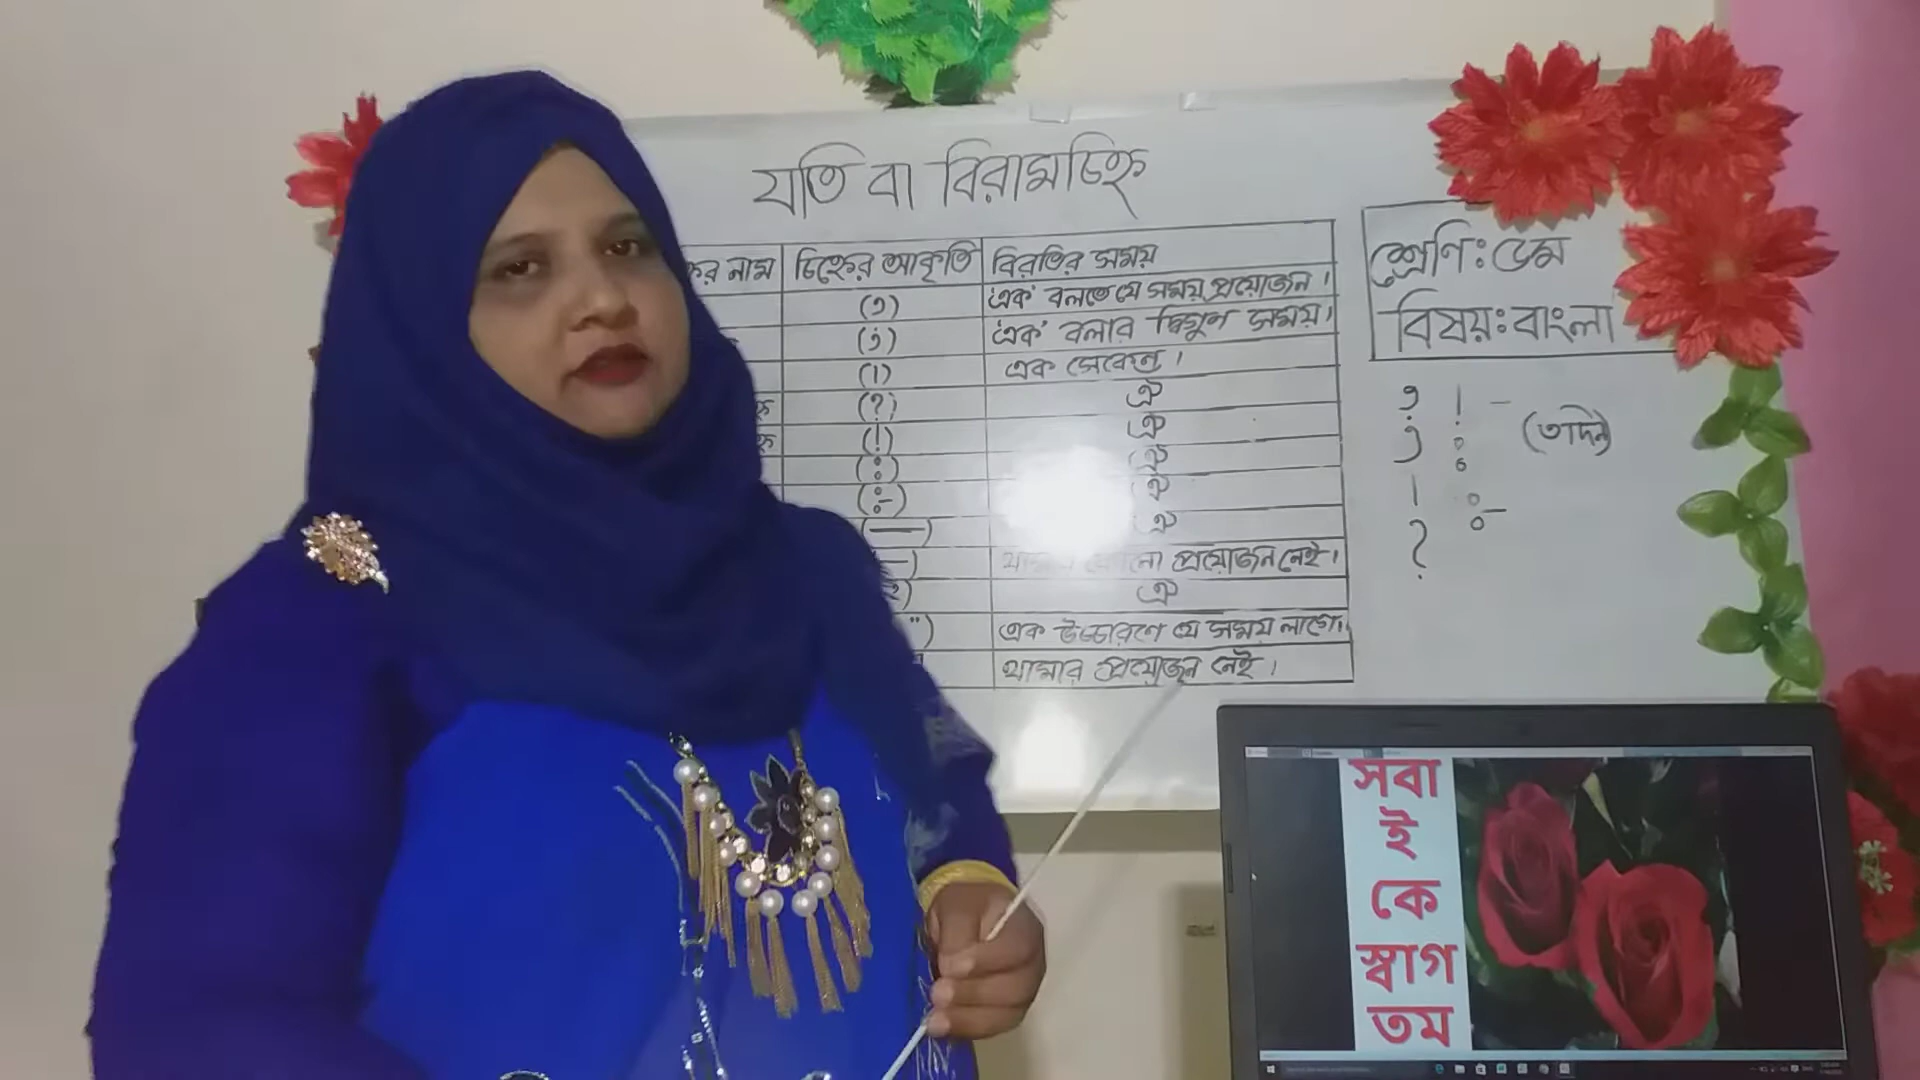 যতি বা বিরামচিহ্ন
নাম চিহ্নের আকৃতি বিরতির সময়
(,) 'এক' বলতে যে সময় প্রয়োজন।
(;) 'এক' বলার দ্বিগুণ সময়।
(।) এক সেকেন্ড।
(?) ঐ
(!) ঐ
(:) ঐ
(:-) ঐ
(—) ঐ
প্রয়োজন নেই।
ঐ
") এক উচ্চারণে যে সময় লাগে।
থামার প্রয়োজন নেই।
শ্রেণি: ৫ম
বিষয়: বাংলা
, ! -
; : (তাদিন)
। :-
?
সবা
ই
কে
স্বাগ
তম